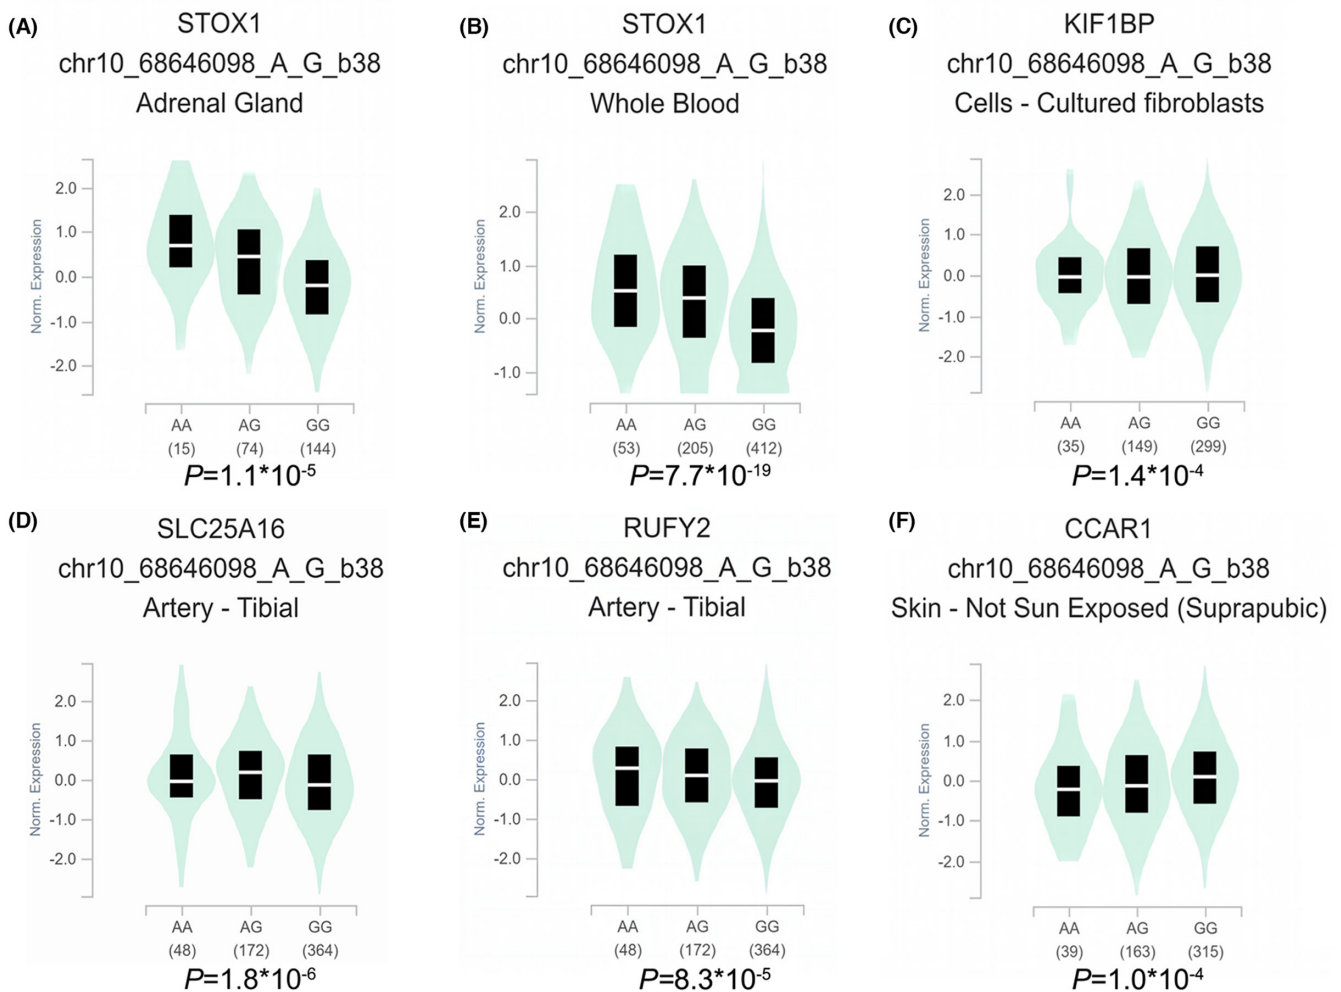 (A)
STOX1
chr10_68646098_A_G_b38
Adrenal Gland
Norm. Expression
2.0
1.0
0.0
-1.0
-2.0
AA
AG
GG
(15)
(74)
(144)
P=1.1*10-5
(B)
STOX1
chr10_68646098_A_G_b38
Whole Blood
Norm. Expression
2.0
1.0
0.0
-1.0
AA
AG
GG
(53)
(205)
(412)
P=7.7*10-19
(C)
KIF1BP
chr10_68646098_A_G_b38
Cells - Cultured fibroblasts
Norm. Expression
2.0
1.0
0.0
-1.0
-2.0
AA
AG
GG
(35)
(149)
(299)
P=1.4*10-4
(D)
SLC25A16
chr10_68646098_A_G_b38
Artery - Tibial
Norm. Expression
2.0
1.0
0.0
-1.0
-2.0
AA
AG
GG
(48)
(172)
(364)
P=1.8*10-6
(E)
RUFY2
chr10_68646098_A_G_b38
Artery - Tibial
Norm. Expression
2.0
1.0
0.0
-1.0
-2.0
AA
AG
GG
(48)
(172)
(364)
P=8.3*10-5
(F)
CCAR1
chr10_68646098_A_G_b38
Skin - Not Sun Exposed (Suprapubic)
Norm. Expression
2.0
1.0
0.0
-1.0
-2.0
AA
AG
GG
(39)
(163)
(315)
P=1.0*10-4